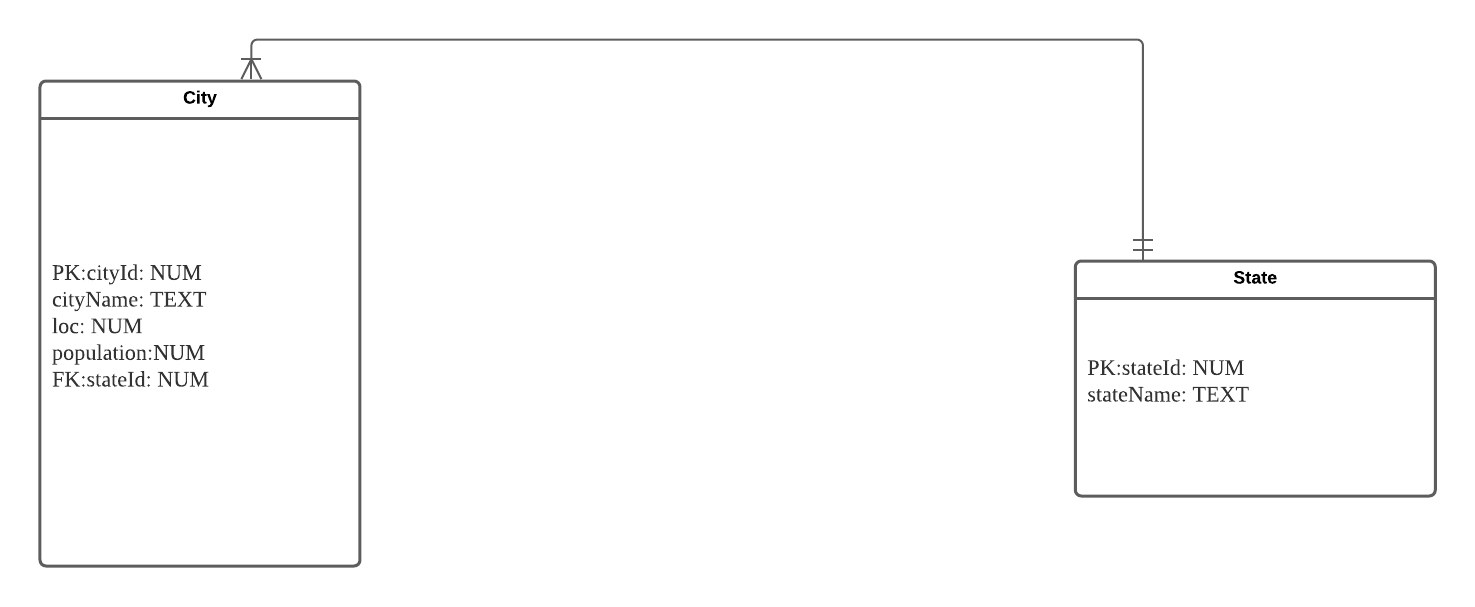 City
PK:cityId: NUM
cityName: TEXT
loc: NUM
population:NUM
FK:stateId: NUM
State
PK:stateId: NUM
stateName: TEXT